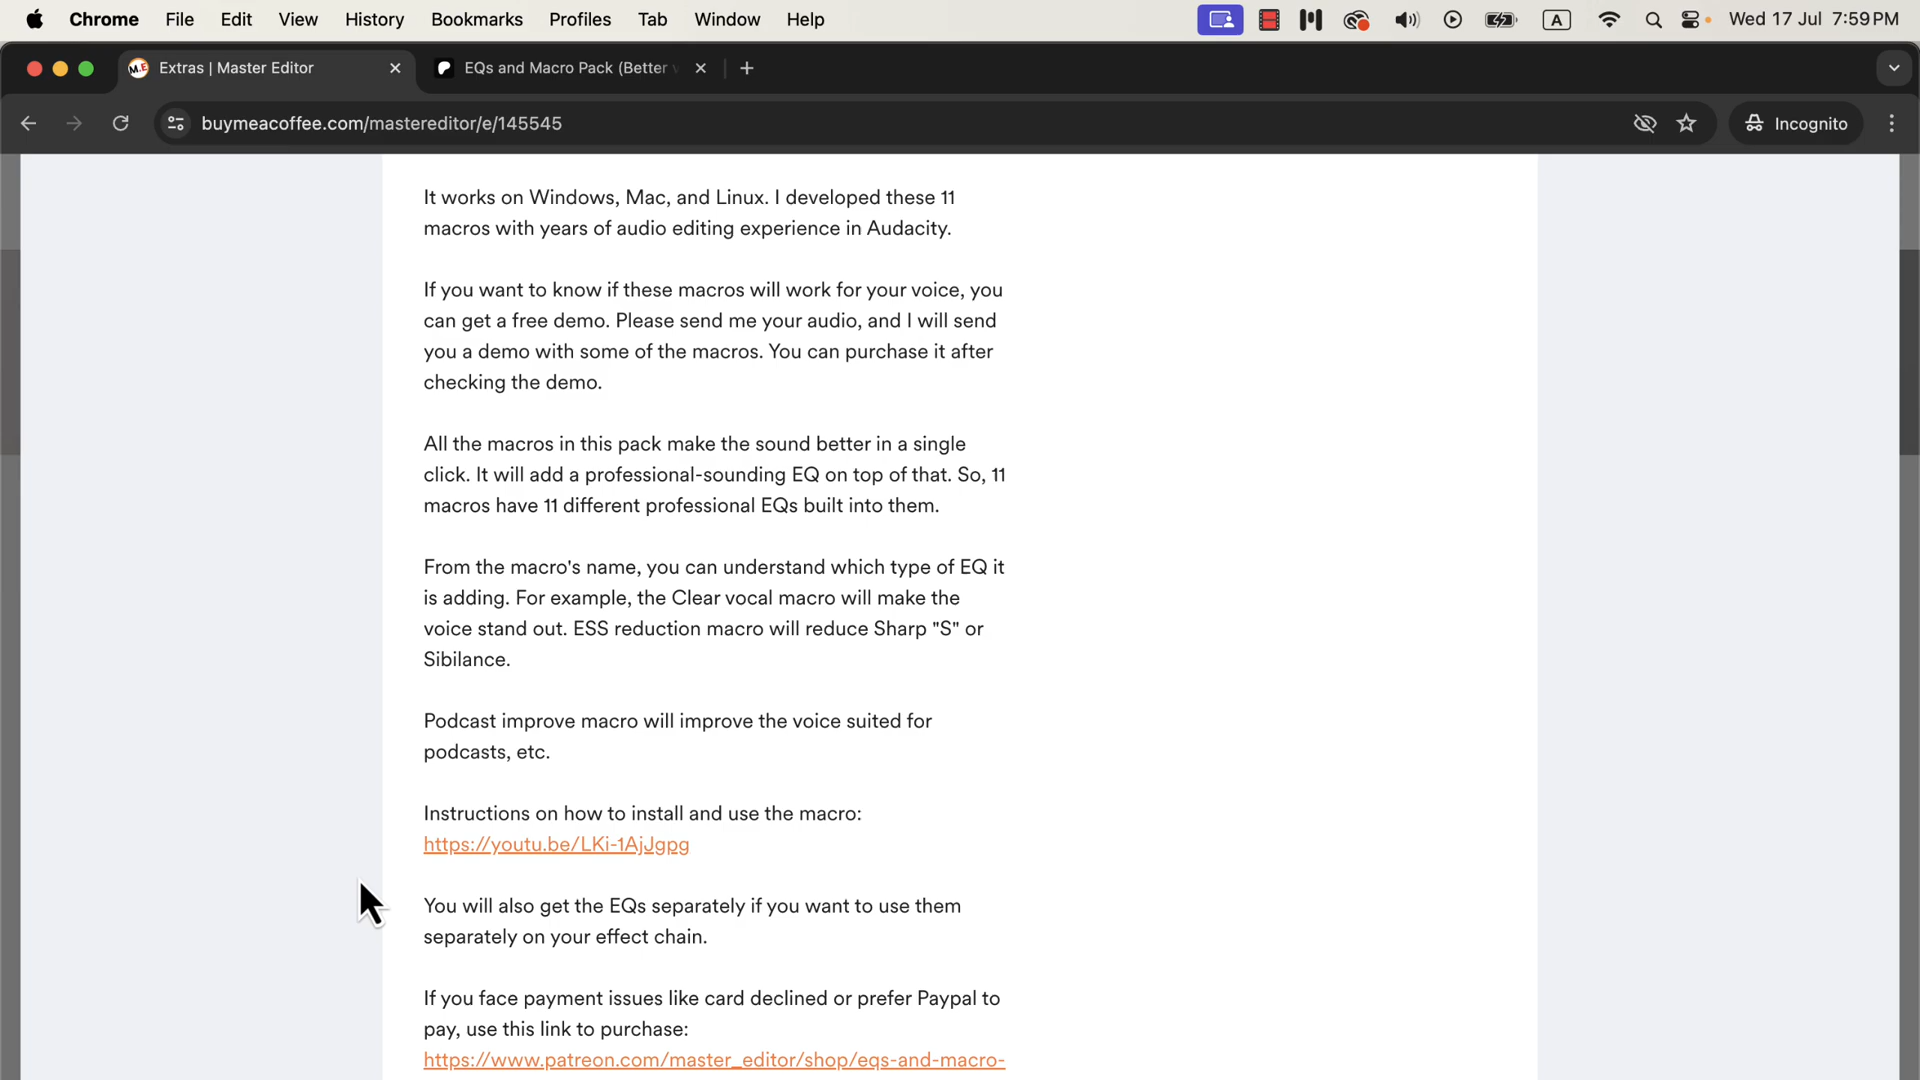 Chrome File Edit View History Bookmarks Profiles Tab Window Help A Wed 17 Jul 7:59 PM
Extras | Master Editor EQs and Macro Pack (Better
buymeacoffee.com/mastereditor/e/145545 Incognito
It works on Windows, Mac, and Linux. I developed these 11
macros with years of audio editing experience in Audacity.
If you want to know if these macros will work for your voice, you
can get a free demo. Please send me your audio, and I will send
you a demo with some of the macros. You can purchase it after
checking the demo.
All the macros in this pack make the sound better in a single
click. It will add a professional-sounding EQ on top of that. So, 11
macros have 11 different professional EQs built into them.
From the macro's name, you can understand which type of EQ it
is adding. For example, the Clear vocal macro will make the
voice stand out. ESS reduction macro will reduce Sharp "S" or
Sibilance.
Podcast improve macro will improve the voice suited for
podcasts, etc.
Instructions on how to install and use the macro:
https://youtu.be/LKi-1AjJgpg
You will also get the EQs separately if you want to use them
separately on your effect chain.
If you face payment issues like card declined or prefer Paypal to
pay, use this link to purchase:
https://www.patreon.com/master_editor/shop/eqs-and-macro-